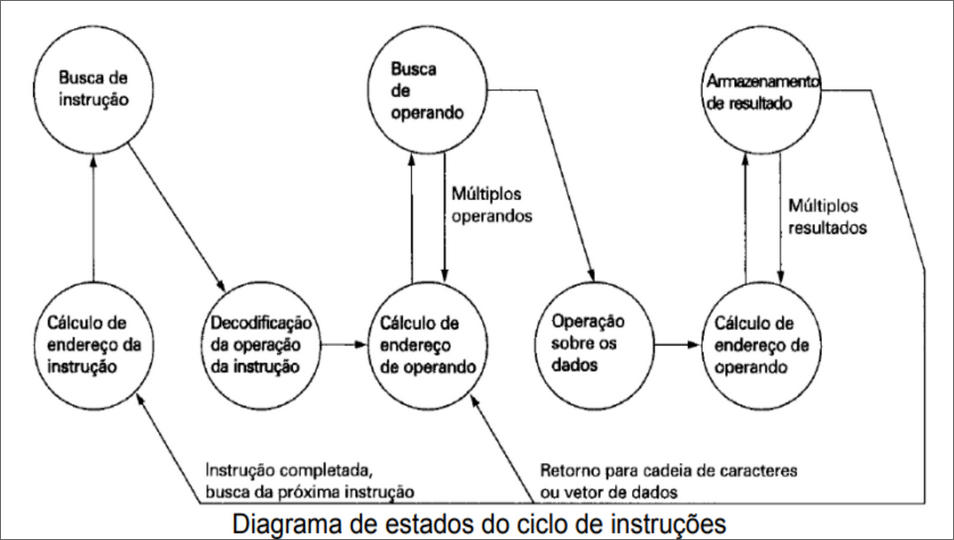 Busca de
instrução
Busca
de
operando
Armazenamento
de resultado
Múltiplos
operandos
Múltiplos
resultados
Cálculo de
endereço da
instrução
Decodificação
da operação
da instrução
Cálculo de
endereço
de operando
Operação
sobre os
dados
Cálculo de
endereço de
operando
Instrução completada,
busca da próxima instrução
Retorno para cadeia de caracteres
ou vetor de dados
Diagrama de estados do ciclo de instruções